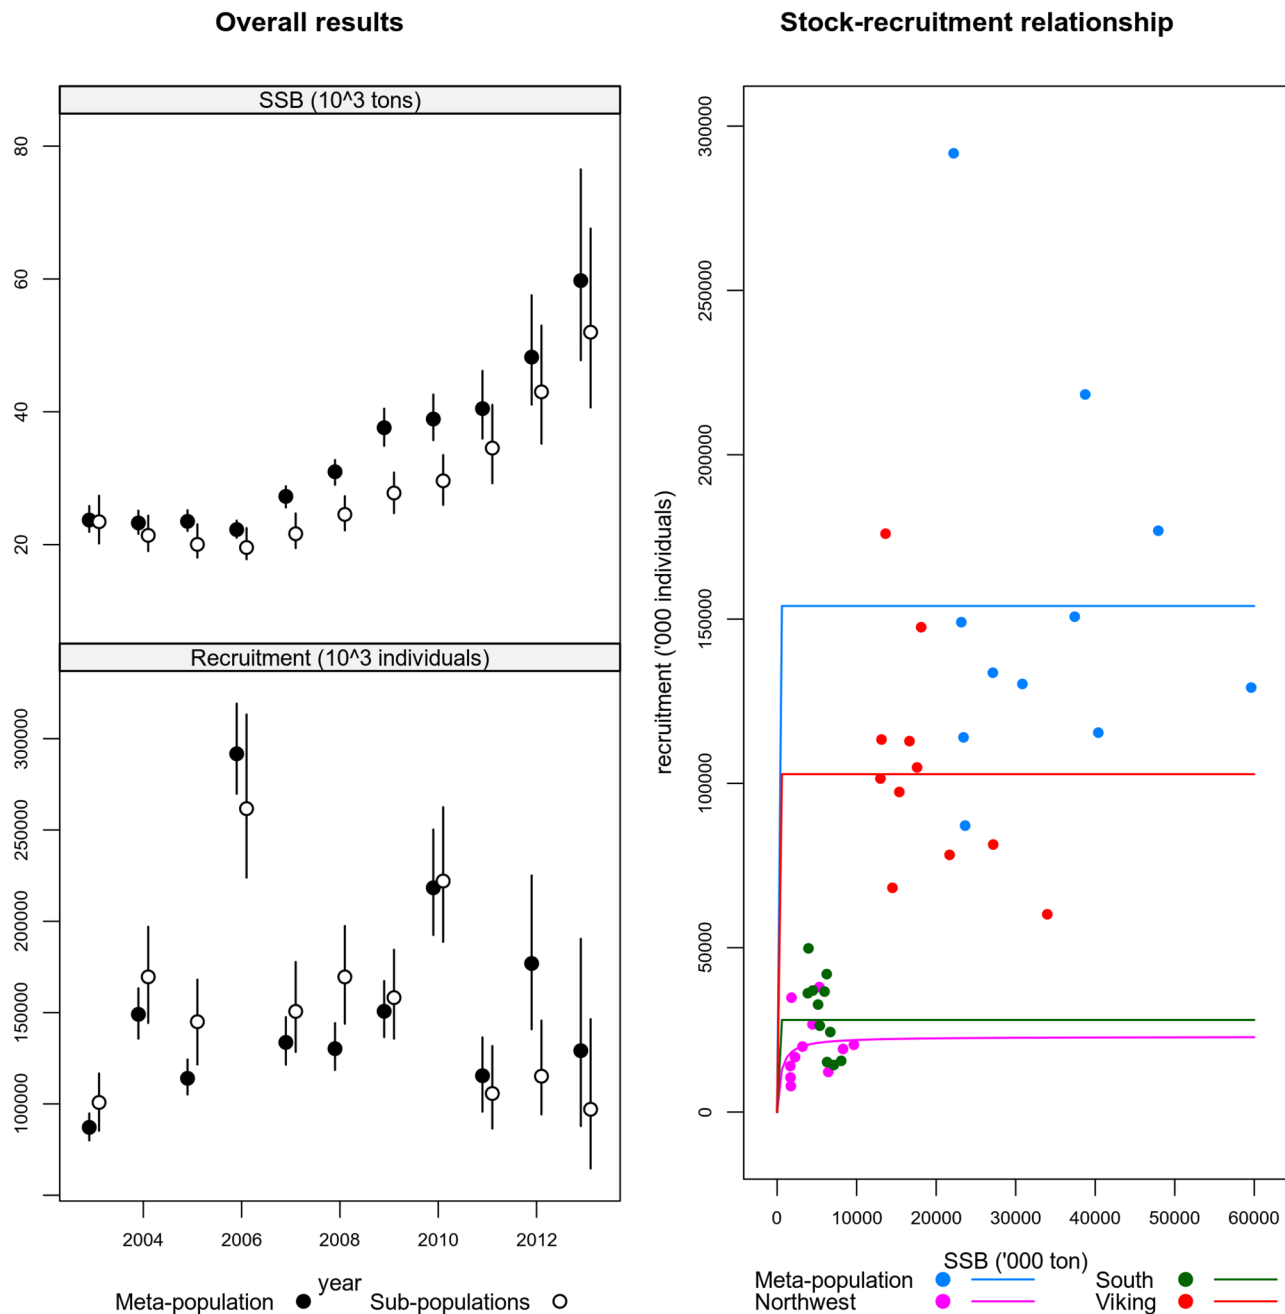 Overall results
SSB (10^3 tons)
80
60
40
20
Recruitment (10^3 individuals)
300000
250000
200000
150000
100000
2004 2006 2008 2010 2012
year
Meta-population Sub-populations
Stock-recruitment relationship
recruitment ('000 individuals)
300000
250000
200000
150000
100000
50000
0
0 10000 20000 30000 40000 50000 60000
SSB ('000 ton)
Meta-population South
Northwest Viking